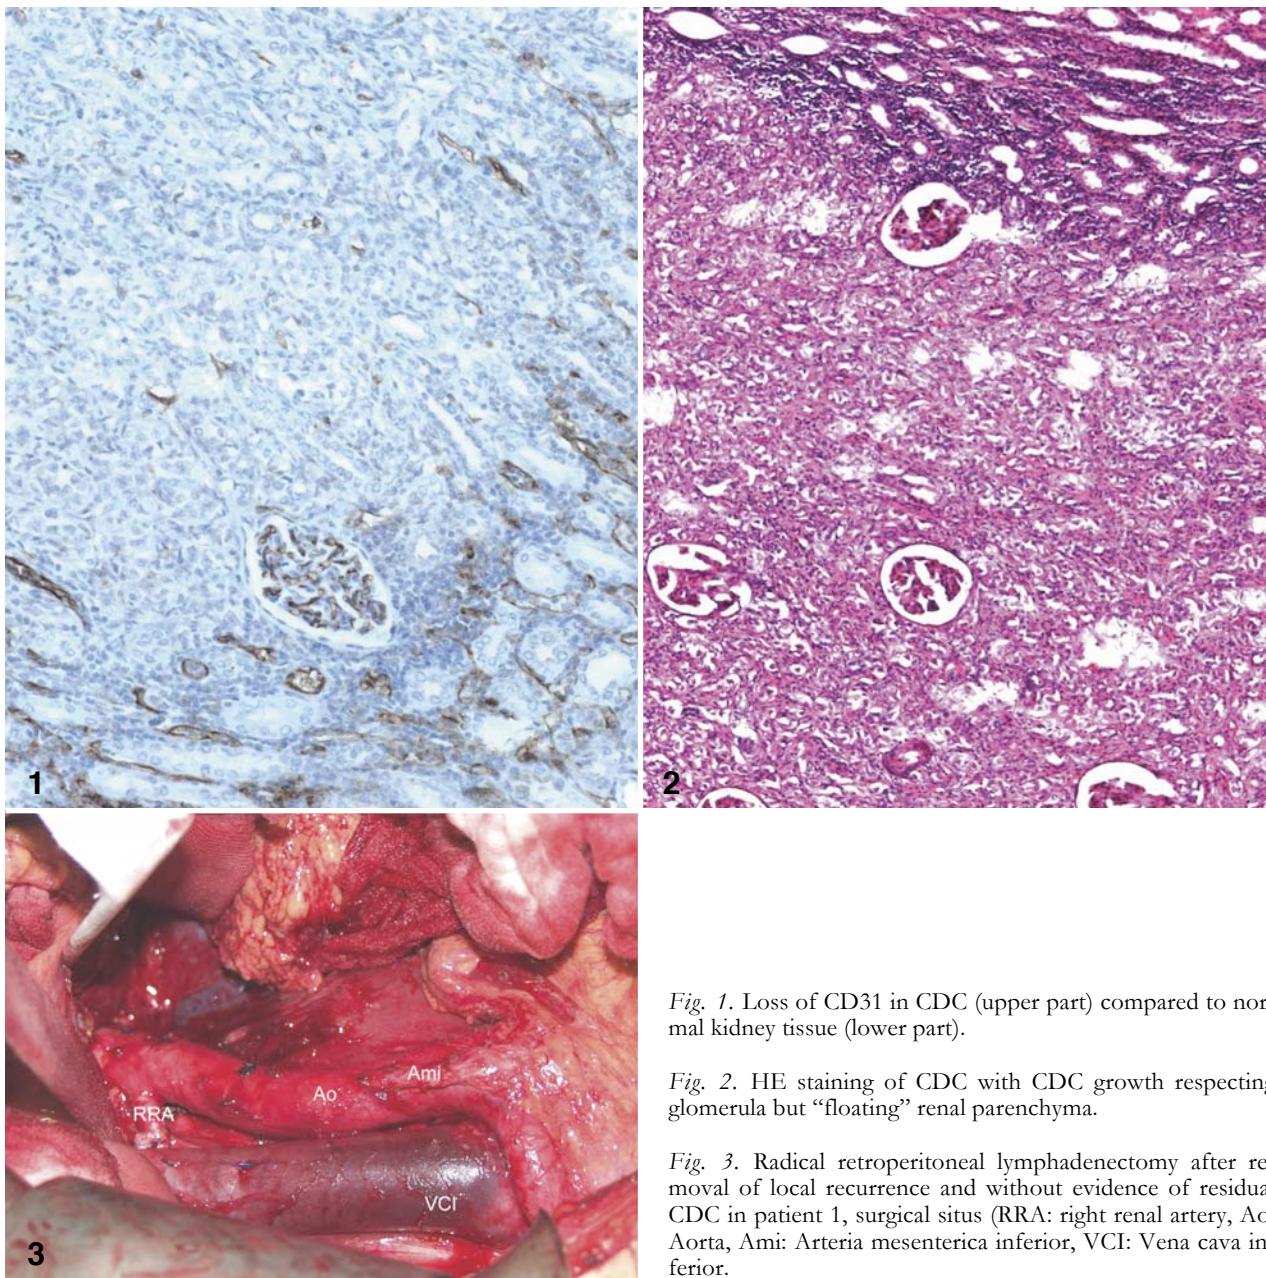 1
2
RRA
Ao
Ami
VCI
3
Fig. 1. Loss of CD31 in CDC (upper part) compared to nor
mal kidney tissue (lower part).
Fig. 2. HE staining of CDC with CDC growth respecting
glomerula but “floating” renal parenchyma.
Fig. 3. Radical retroperitoneal lymphadenectomy after re
moval of local recurrence and without evidence of residua
CDC in patient 1, surgical situs (RRA: right renal artery, Ao
Aorta, Ami: Arteria mesenterica inferior, VCI: Vena cava in
ferior.